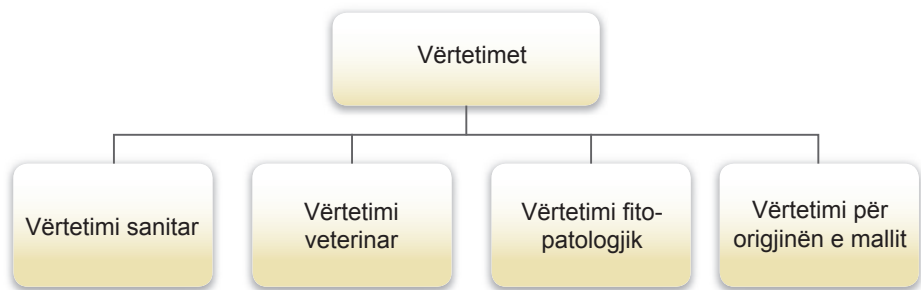 Vërtetimet
Vërtetimi sanitar
Vërtetimi
veterinar
Vërtetimi fito-
patologjik
Vërtetimi për
origjinën e mallit